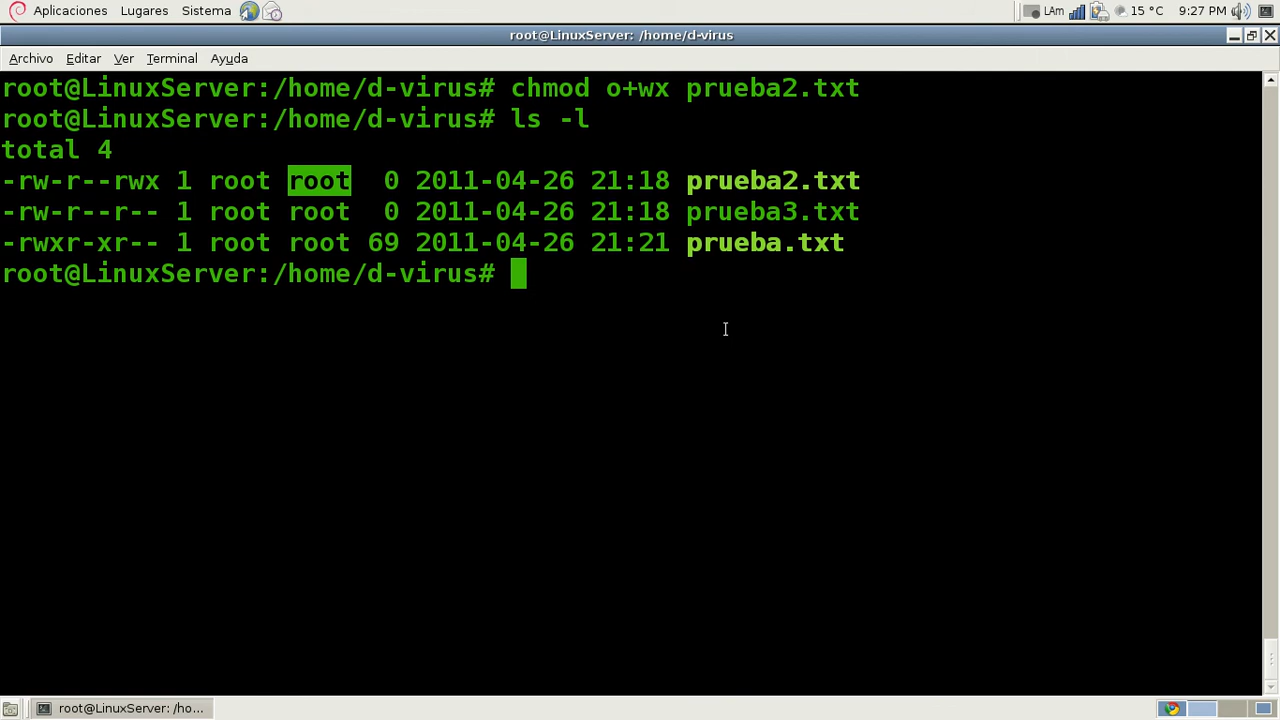 Aplicaciones Lugares Sistema LAm 15 °C 9:27 PM
root@LinuxServer: /home/d-virus
Archivo Editar Ver Terminal Ayuda
root@LinuxServer:/home/d-virus# chmod o+wx prueba2.txt
root@LinuxServer:/home/d-virus# ls -l
total 4
-rw-r--rwx 1 root root 0 2011-04-26 21:18 prueba2.txt
-rw-r--r-- 1 root root 0 2011-04-26 21:18 prueba3.txt
-rwxr-xr-- 1 root root 69 2011-04-26 21:21 prueba.txt
root@LinuxServer:/home/d-virus#
root@LinuxServer: /ho...